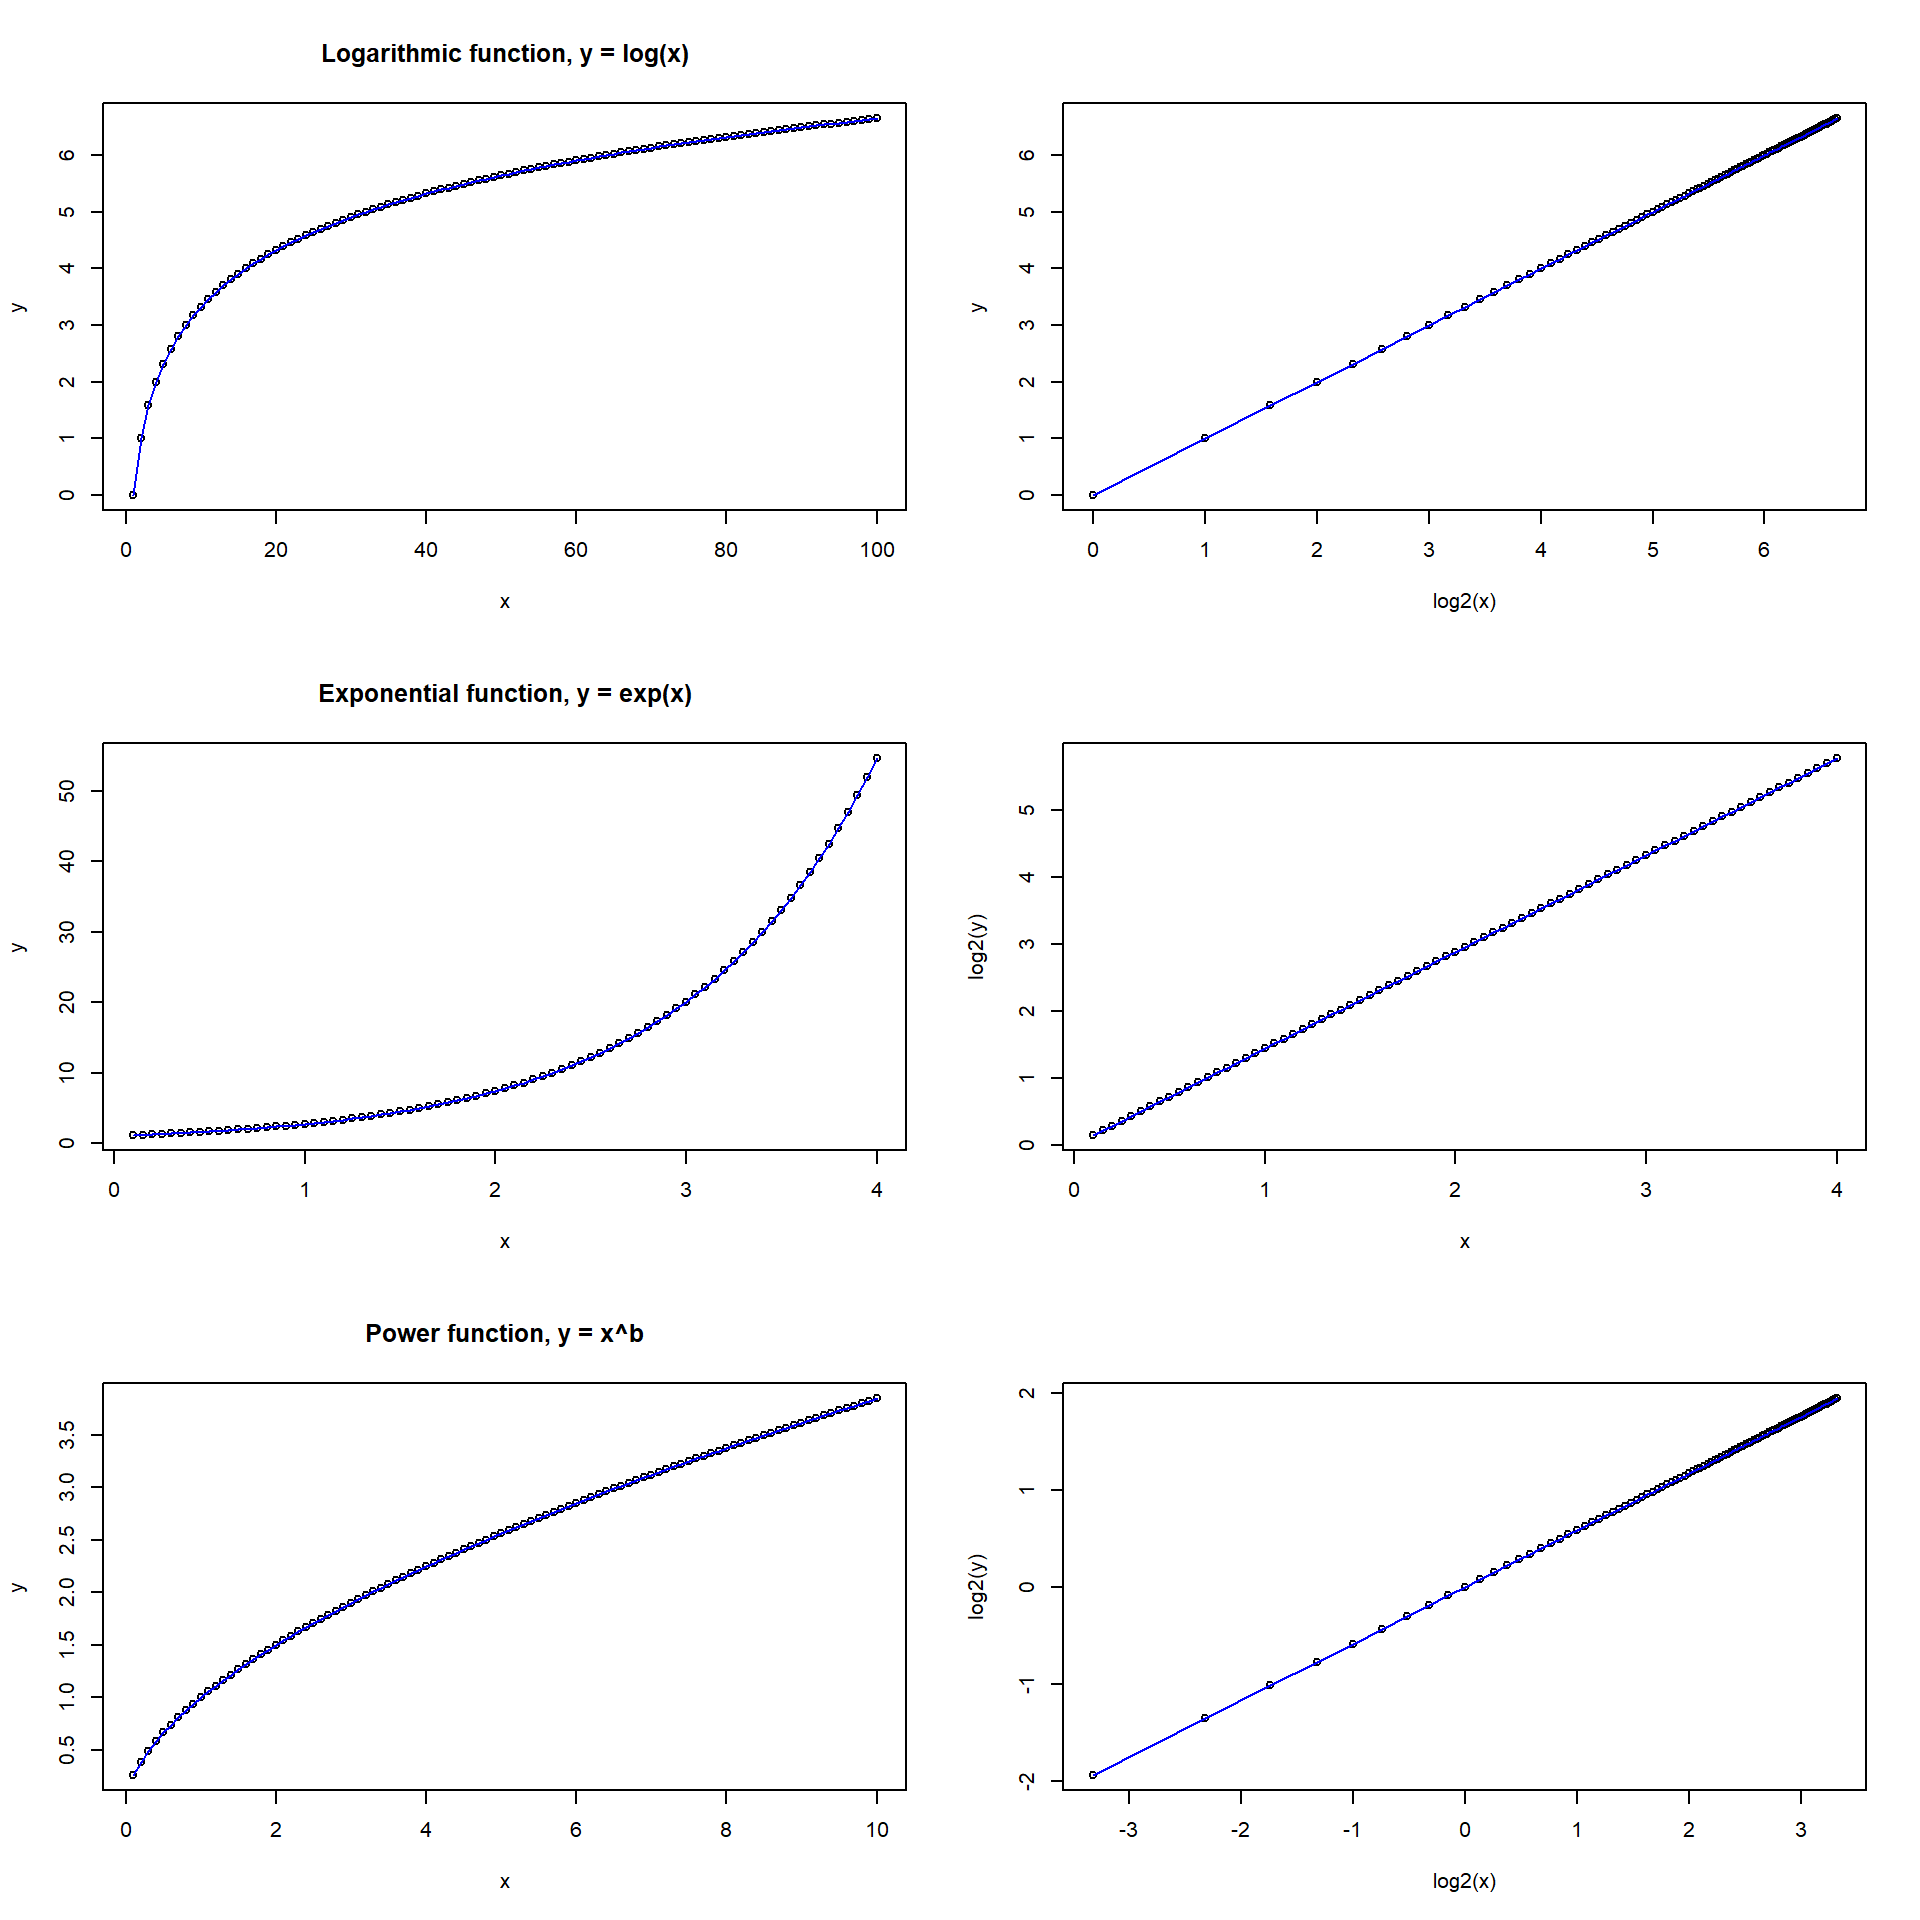 Logarithmic function, y = log(x)
y
0 1 2 3 4 5 6
0 20 40 60 80 100
x
y
0 1 2 3 4 5 6
0 1 2 3 4 5 6
log2(x)
Exponential function, y = exp(x)
y
0 10 20 30 40 50
0 1 2 3 4
x
log2(y)
0 1 2 3 4 5
0 1 2 3 4
x
Power function, y = x^b
y
0.5 1.0 1.5 2.0 2.5 3.0 3.5
0 2 4 6 8 10
x
log2(y)
-2 -1 0 1 2
-3 -2 -1 0 1 2 3
log2(x)